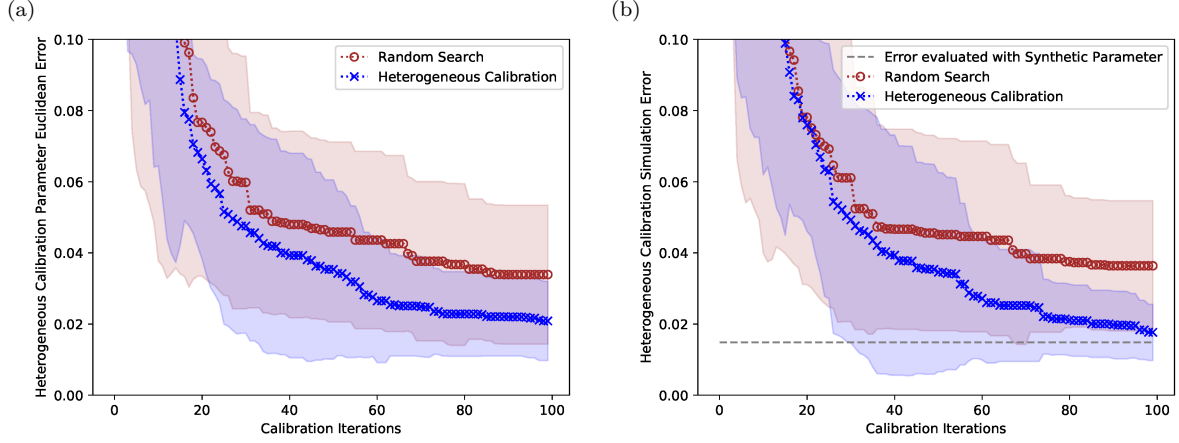 (a)
Heterogeneous Calibration Parameter Euclidean Error
0.10
0.08
0.06
0.04
0.02
0.00
Random Search
Heterogeneous Calibration
0 20 40 60 80 100
Calibration Iterations
(b)
Heterogenous Calibration Simulation Error
0.10
0.08
0.06
0.04
0.02
0.00
Error evaluated with Synthetic Parameter
Random Search
Heterogeneous Calibration
0 20 40 60 80 100
Calibration Iterations